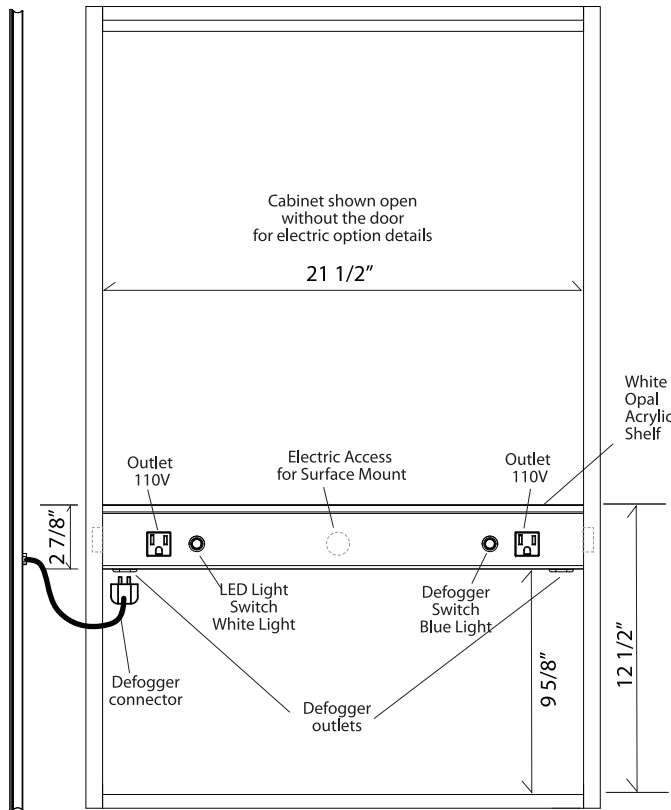 Cabinet shown open
without the door
for electric option details
21 1/2”
White
Opal
Acrylic
Shelf
Outlet
110V
Electric Access
for Surface Mount
Outlet
110V
2 7/8”
LED Light
Switch
White Light
Defogger
Switch
Blue Light
Defogger
connector
Defogger
outlets
9 5/8”
12 1/2”